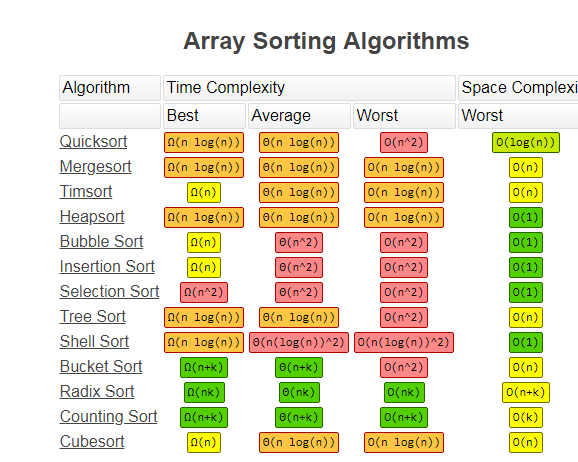 Array Sorting Algorithms
Algorithm Time Complexity Space Complexi
Best Average Worst Worst
Quicksort Ω(n log(n)) Θ(n log(n)) O(n^2) O(log(n))
Mergesort Ω(n log(n)) Θ(n log(n)) O(n log(n)) O(n)
Timsort Ω(n) Θ(n log(n)) O(n log(n)) O(n)
Heapsort Ω(n log(n)) Θ(n log(n)) O(n log(n)) O(1)
Bubble Sort Ω(n) Θ(n^2) O(n^2) O(1)
Insertion Sort Ω(n) Θ(n^2) O(n^2) O(1)
Selection Sort Ω(n^2) Θ(n^2) O(n^2) O(1)
Tree Sort Ω(n log(n)) Θ(n log(n)) O(n^2) O(n)
Shell Sort Ω(n log(n)) Θ(n(log(n))^2) O(n(log(n))^2) O(1)
Bucket Sort Ω(n+k) Θ(n+k) O(n^2) O(n)
Radix Sort Ω(nk) Θ(nk) O(nk) O(n+k)
Counting Sort Ω(n+k) Θ(n+k) O(n+k) O(k)
Cubesort Ω(n) Θ(n log(n)) O(n log(n)) O(n)